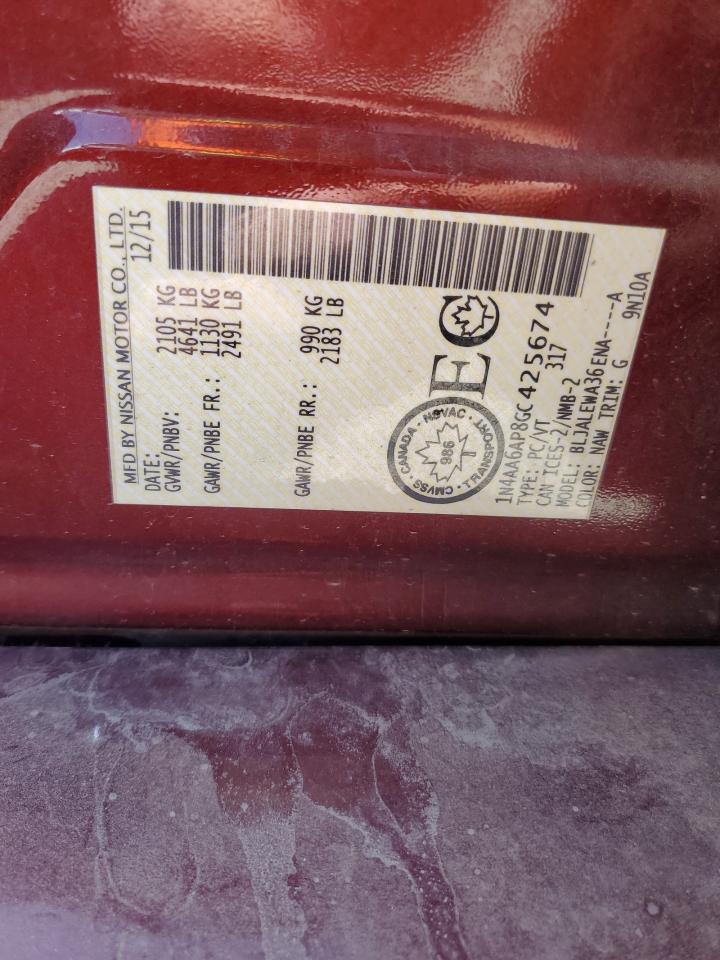 MFD BY NISSAN MOTOR CO., LTD.
DATE: 12/15
GVWR/PNBV: 2105 KG
4641 LB
GAWR/PNBE FR.: 1130 KG
2491 LB
GAWR/PNBE RR.: 990 KG
2183 LB
CANADA · NSVAC · TRANSPORT · CMVSS ·
986
EC
1N4AA6AP8GC425674
TYPE: PC/VT 317
CAN ICES-2/NMB-2
MODEL: BLJALEWA36ENA----A
COLOR: NAW TRIM: G 9N10A